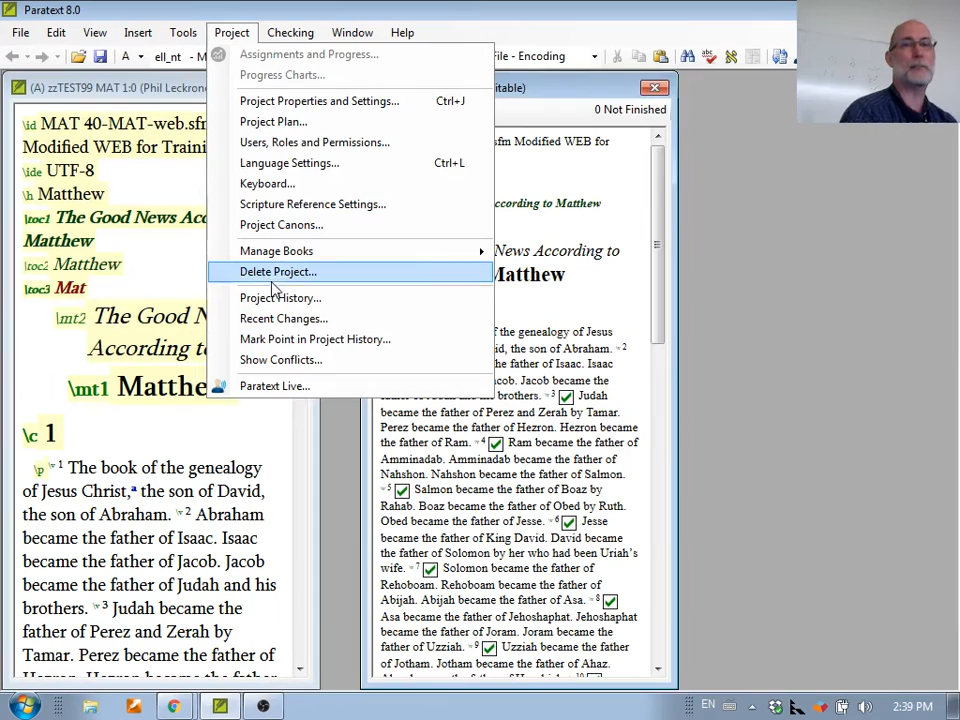 Paratext 8.0
File Edit View Insert Tools Project Checking Window Help
ell_nt
File - Encoding
Assignments and Progress...
Progress Charts...
Project Properties and Settings... Ctrl+J
Project Plan...
Users, Roles and Permissions...
Language Settings... Ctrl+L
Keyboard...
Scripture Reference Settings...
Project Canons...
Manage Books
Delete Project...
Project History...
Recent Changes...
Mark Point in Project History...
Show Conflicts...
Paratext Live...
(A) zzTEST99 MAT 1:0 (Phil Leckrone
\id MAT 40-MAT-web.sfm
Modified WEB for Traini
\ide UTF-8
\h Matthew
\toc1 The Good News Acc
Matthew
\toc2 Matthew
\toc3 Mat
\mt2 The Good N
According to
\mt1 Matthe
\c 1
\p \v 1 The book of the genealogy
of Jesus Christ,a the son of David,
the son of Abraham. \v 2 Abraham
became the father of Isaac. Isaac
became the father of Jacob. Jacob
became the father of Judah and his
brothers. \v 3 Judah became the
father of Perez and Zerah by
Tamar. Perez became the father of
itable)
0 Not Finished
sfm Modified WEB for
ccording to Matthew
News According to
Matthew
of the genealogy of Jesus
id, the son of Abraham. 2
father of Isaac. Isaac
cob. Jacob became the
brothers. 3 Judah
became the father of Perez and Zerah by Tamar.
Perez became the father of Hezron. Hezron became
the father of Ram. 4 Ram became the father of
Amminadab. Amminadab became the father of
Nahshon. Nahshon became the father of Salmon.
5 Salmon became the father of Boaz by
Rahab. Boaz became the father of Obed by Ruth.
Obed became the father of Jesse. 6 Jesse
became the father of King David. David became
the father of Solomon by her who had been Uriah's
wife. 7 Solomon became the father of
Rehoboam. Rehoboam became the father of
Abijah. Abijah became the father of Asa. 8
Asa became the father of Jehoshaphat. Jehoshaphat
became the father of Joram. Joram became the
father of Uzziah. 9 Uzziah became the father
of Jotham. Jotham became the father of Ahaz.
EN
2:39 PM